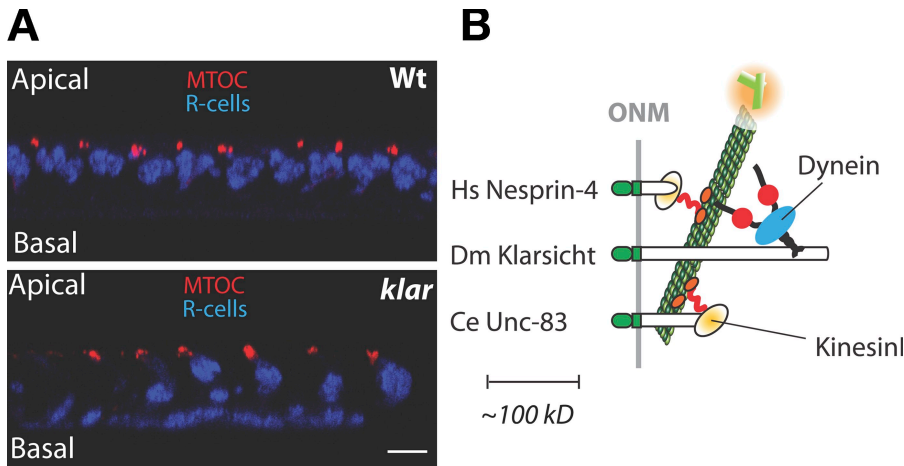 A
Apical
MTOC
Wt
R-cells
Basal
Apical
MTOC
klar
R-cells
Basal
B
ONM
Dynein
Hs Nesprin-4
Dm Klarsicht
Ce Unc-83
KinesinI
~100 kD